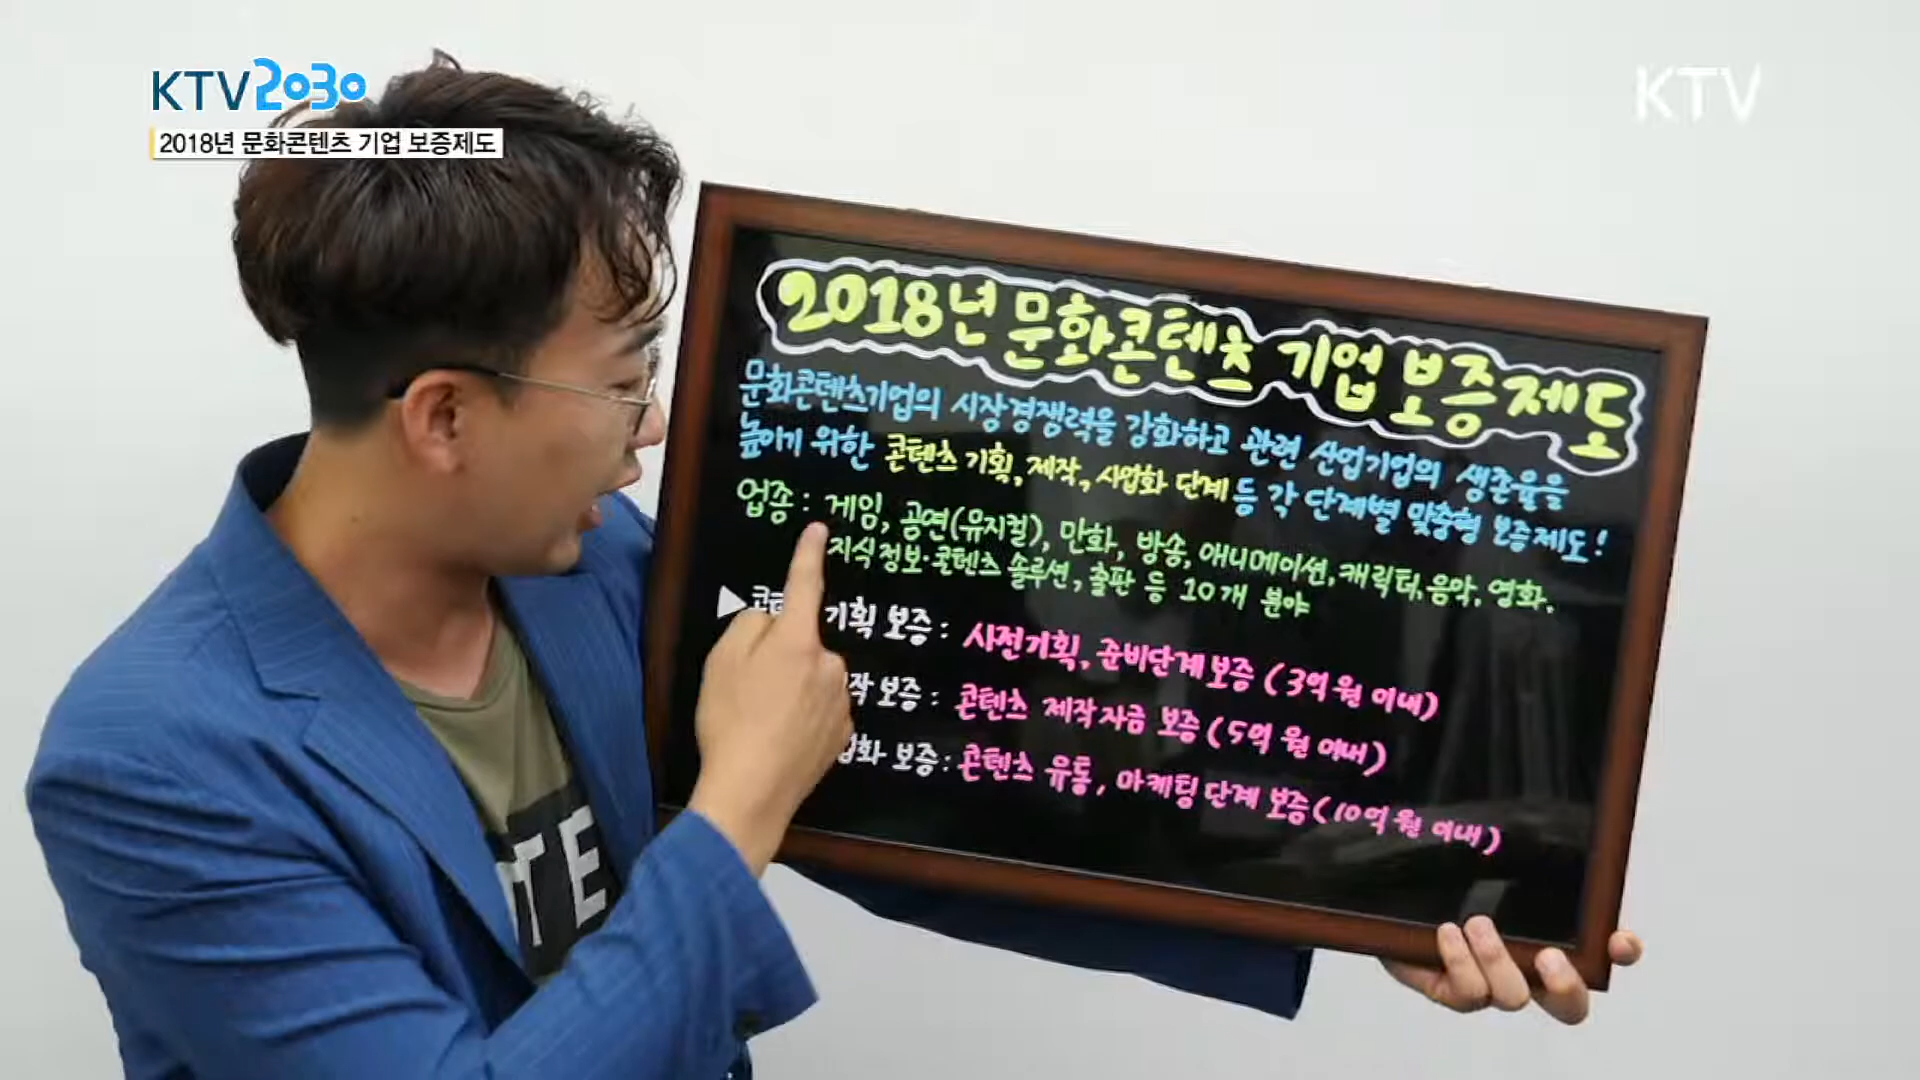 KTV2030
2018년 문화콘텐츠 기업 보증제도
KTV
2018년 문화콘텐츠 기업 보증제도
문화콘텐츠기업의 시장경쟁력을 강화하고 관련 산업기업의 생존율을
높이기 위한 콘텐츠 기획, 제작, 사업화 단계 등 각 단계별 맞춤형 보증제도!
업종 : 게임, 공연(뮤지컬), 만화, 방송, 애니메이션, 캐릭터, 음악, 영화,
지식정보·콘텐츠 솔루션, 출판 등 10개 분야
▶ 기획 보증 : 사전기획, 준비단계 보증 (3억원 이내)
보증 : 콘텐츠 제작자금 보증 (5억 원 이내)
보증 : 콘텐츠 유통, 마케팅단계 보증 (10억 원 이내)
TE